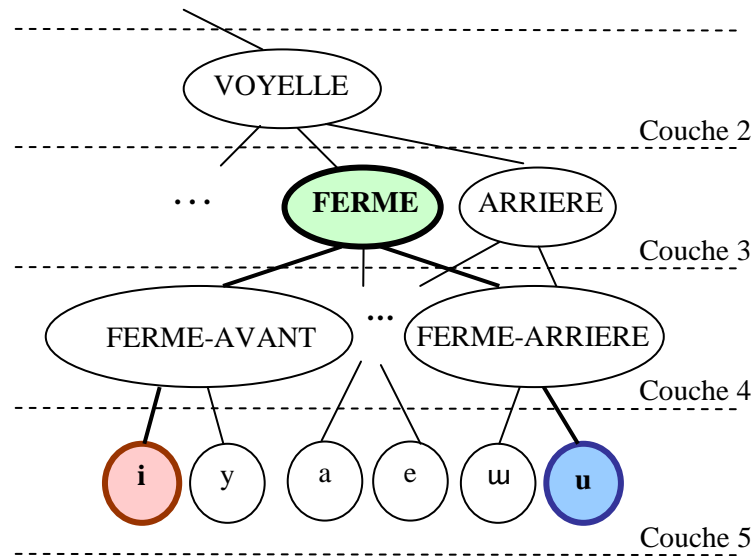 VOYELLE
Couche 2
... FERME ARRIERE
Couche 3
FERME-AVANT ... FERME-ARRIERE
Couche 4
i y a e ɯ u
Couche 5